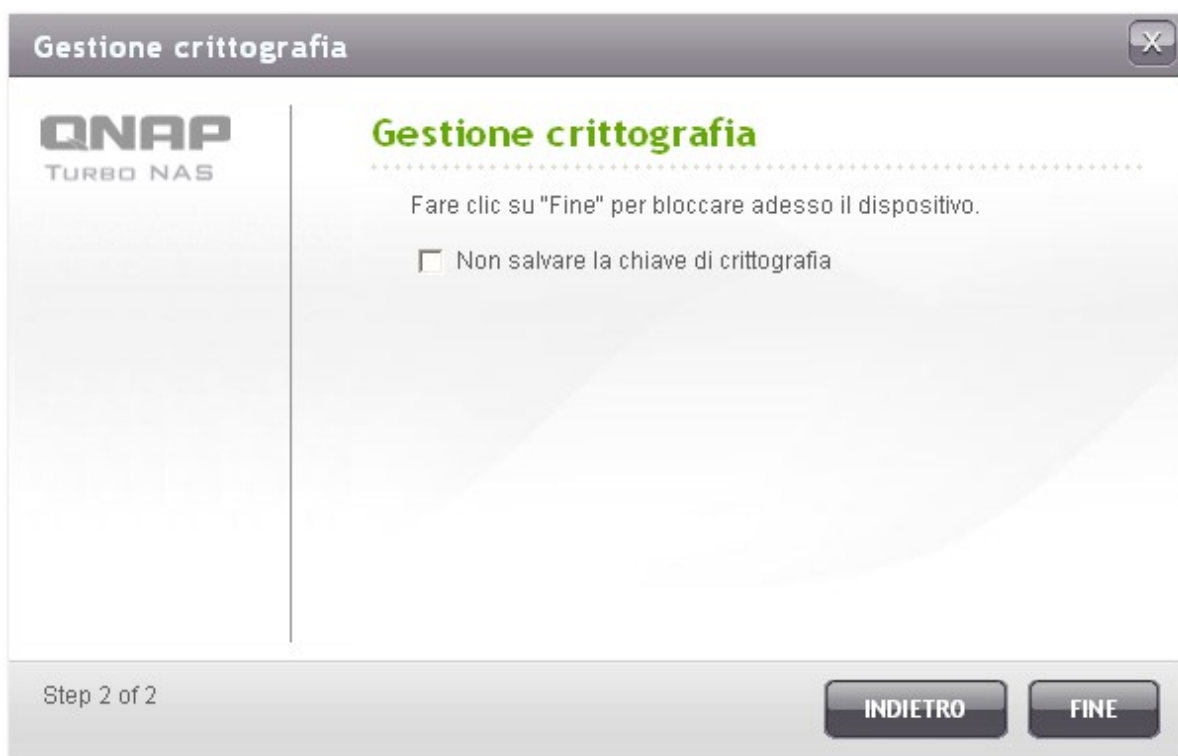 Gestione crittografia
X
QNAP
TURBO NAS
Gestione crittografia
Fare clic su "Fine" per bloccare adesso il dispositivo.
Non salvare la chiave di crittografia
Step 2 of 2
INDIETRO
FINE